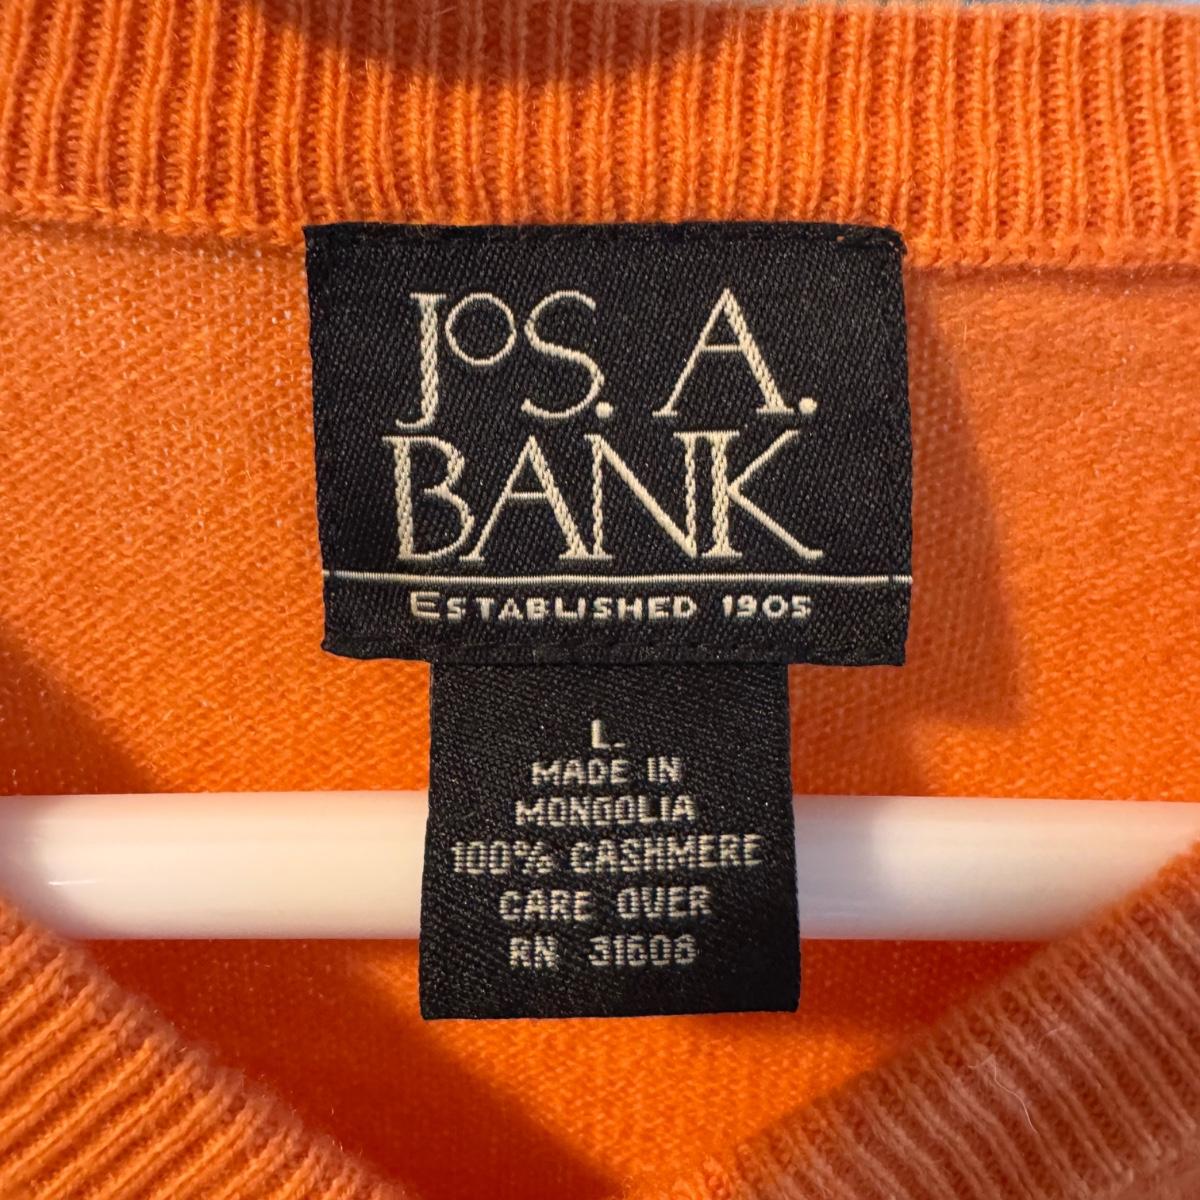 JOS. A.
BANK
ESTABLISHED 1905
L.
MADE IN
MONGOLIA
100% CASHMERE
CARE OVER
RN 31606